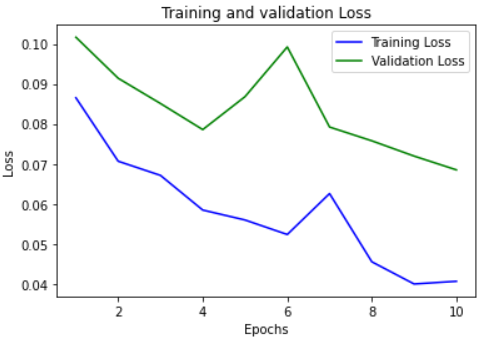 Training and validation Loss
Training Loss
Validation Loss
0.10
0.09
0.08
0.07
0.06
0.05
0.04
Loss
2
4
6
8
10
Epochs